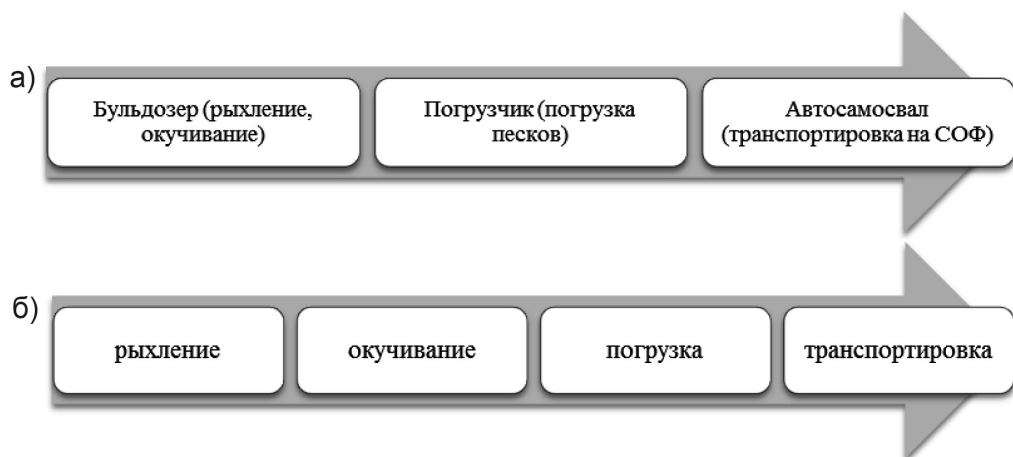 а)
Бульдозер (рыхление,
окучивание)
Погрузчик (погрузка
песков)
Автосамосвал
(транспортировка на СОФ)
б)
рыхление
окучивание
погрузка
транспортировка